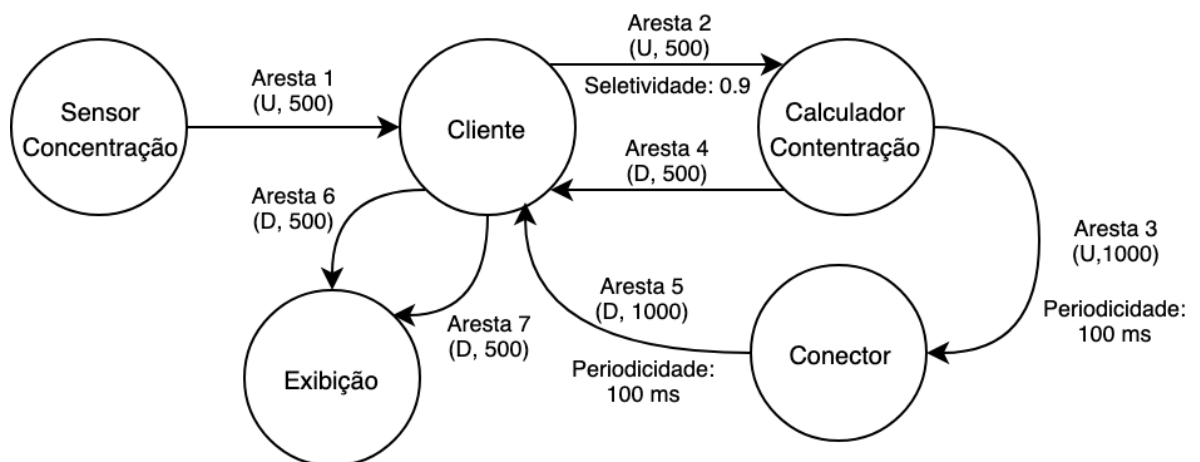 Sensor
Concentração
Aresta 1
(U, 500)
Cliente
Aresta 2
(U, 500)
Seletividade: 0.9
Calculador
Contentração
Aresta 4
(D, 500)
Aresta 3
(U,1000)
Periodicidade:
100 ms
Aresta 6
(D, 500)
Aresta 7
(D, 500)
Aresta 5
(D, 1000)
Periodicidade:
100 ms
Conector
Exibição